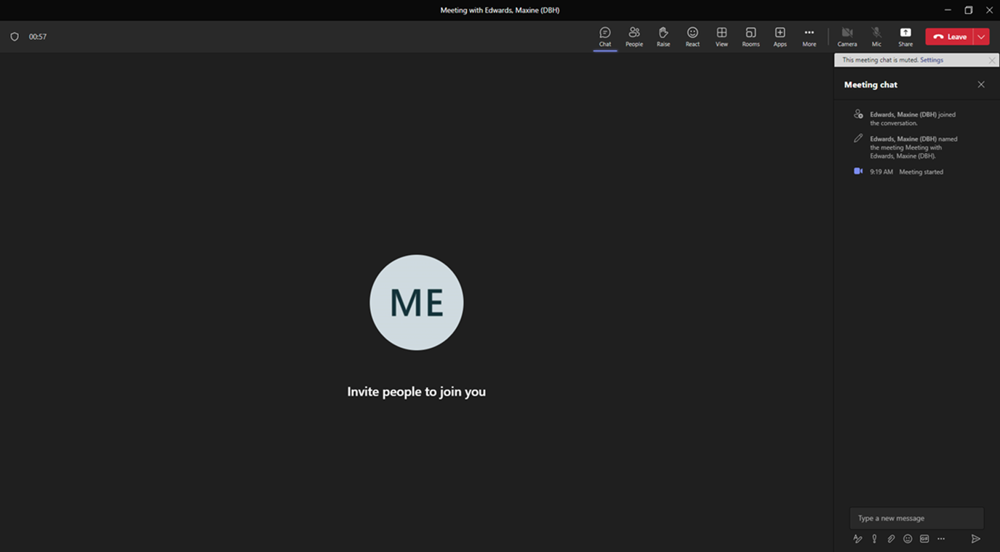 Meeting with Edwards, Maxine (DBH)
00:57
Chat
People
Raise
React
View
Rooms
Apps
More
Camera
Mic
Share
Leave
This meeting chat is muted. Settings
Meeting chat
Edwards, Maxine (DBH) joined
the conversation.
Edwards, Maxine (DBH) named
the meeting Meeting with
Edwards, Maxine (DBH).
9:19 AM Meeting started
ME
Invite people to join you
Type a new message
GIF